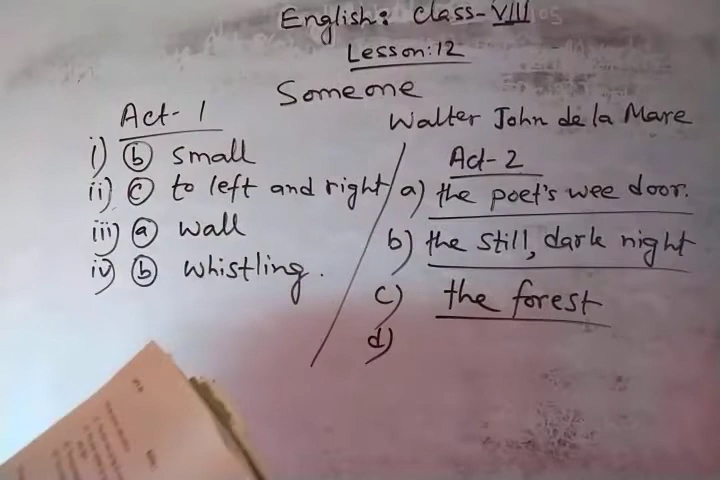 English: Class-VIII
Lesson:12
Someone
Walter John de la Mare
Act-1
i) b small
ii) c to left and right
iii) a wall
iv) b whistling.
Act-2
a) the poet's wee door.
b) the still, dark night
c) the forest
d)